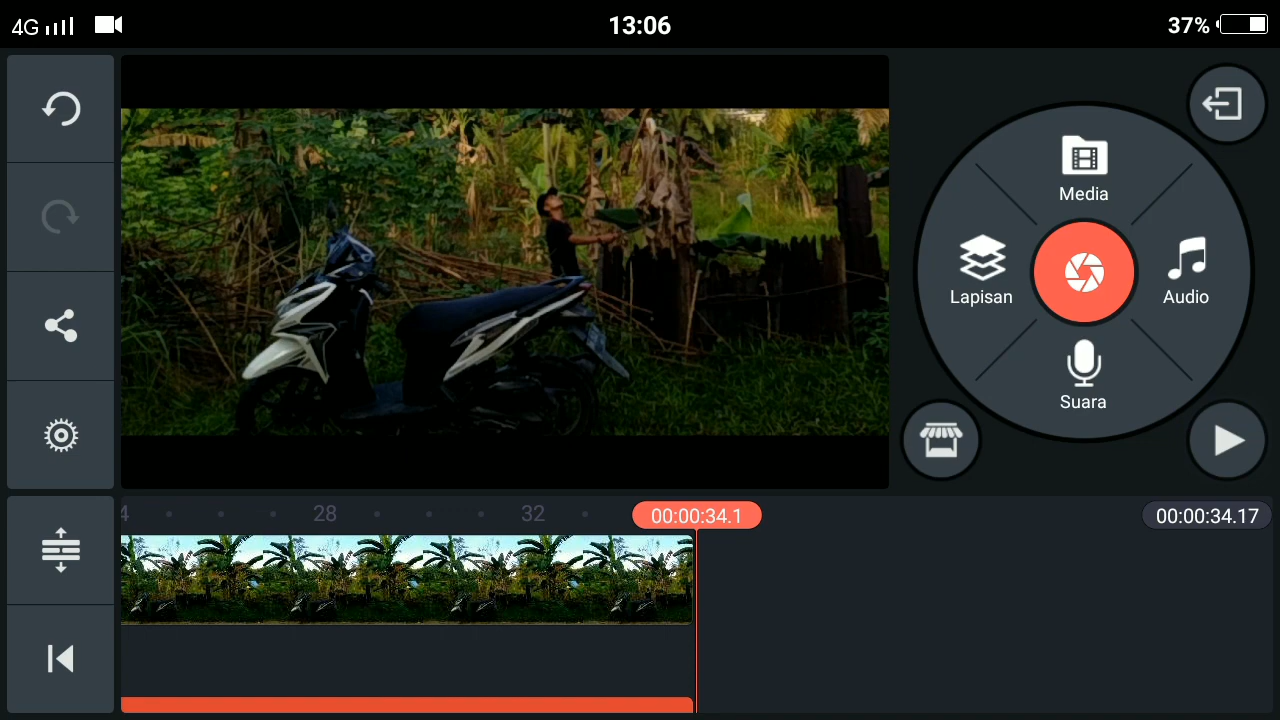 4G 13:06 37%
Media
Lapisan
Audio
Suara
4 28 32 00:00:34.1 00:00:34.17